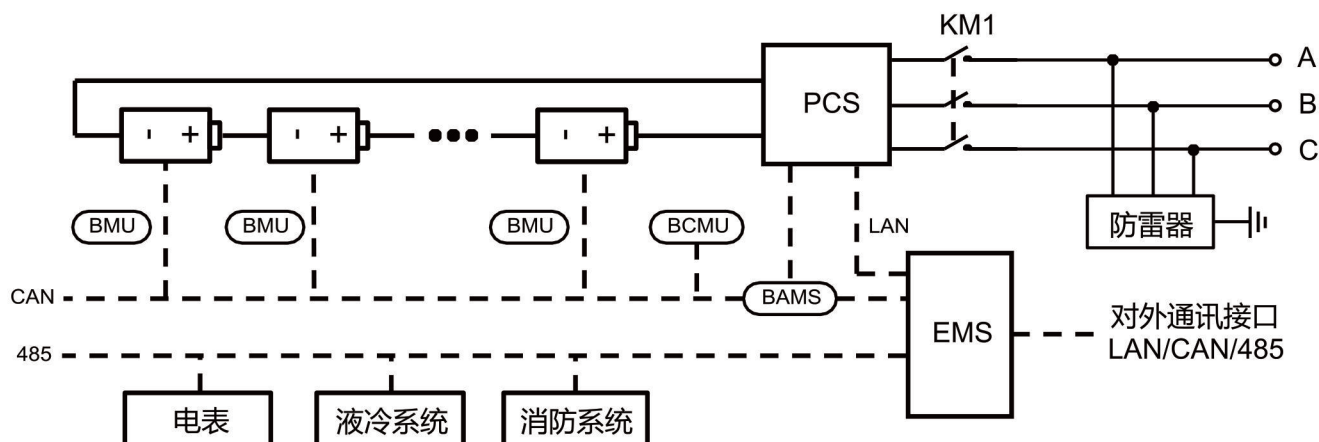 KM1
A
PCS
B
- +
- +
- +
C
BMU
BMU
BMU
BCMU
LAN
防雷器
CAN
BAMS
EMS
对外通讯接口
LAN/CAN/485
485
电表
液冷系统
消防系统